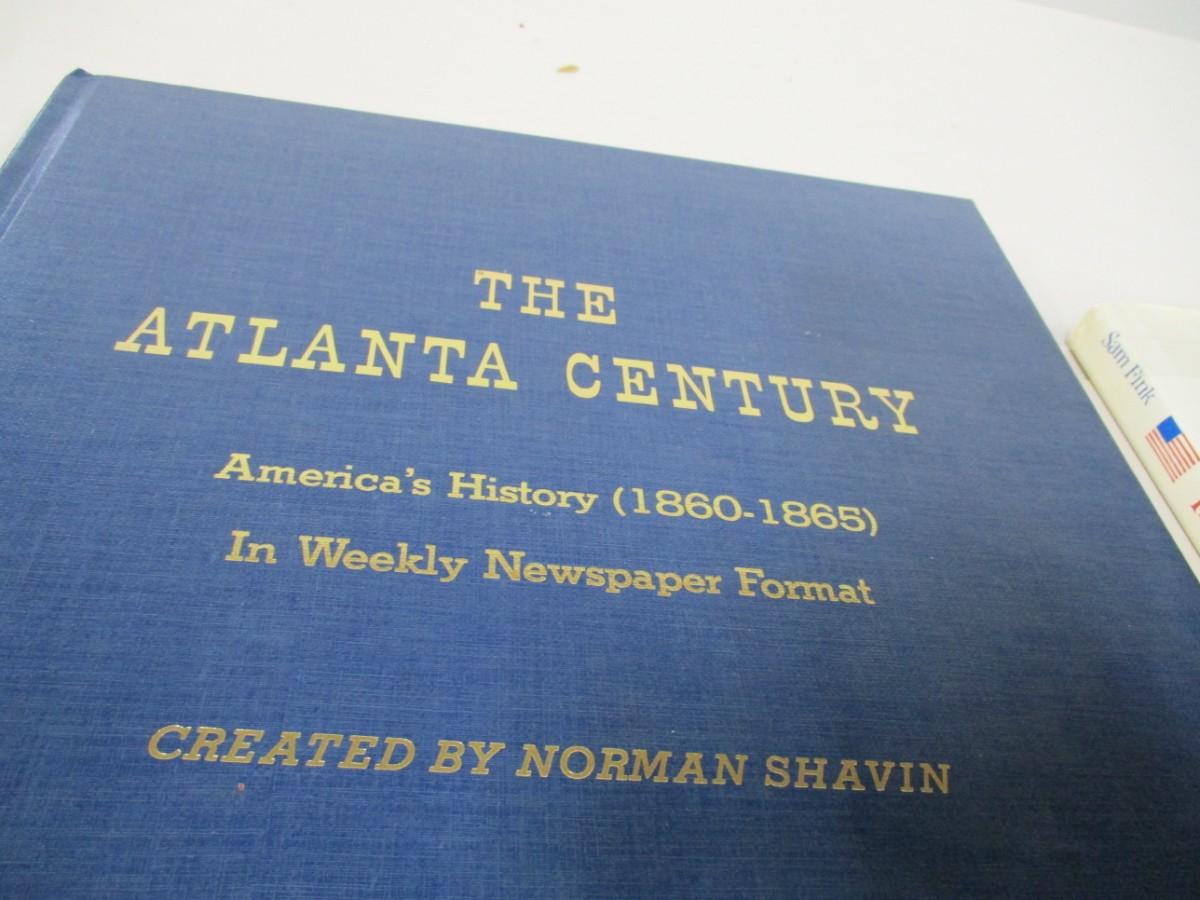 THE
ATLANTA CENTURY
America's History (1860-1865)
In Weekly Newspaper Format
CREATED BY NORMAN SHAVIN
Sam Fink